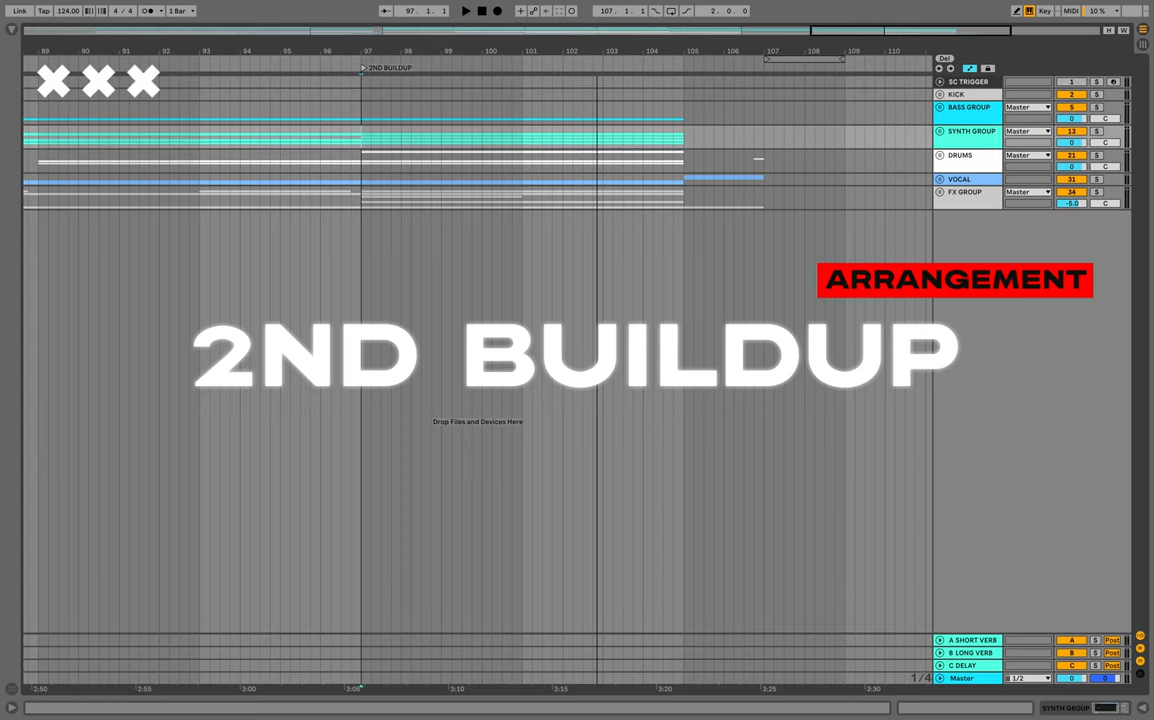 Link Tap 124.00 4 / 4 1 Bar 97. 1. 1 107. 1. 1 2. 0. 0 Key MIDI 10 %
H W
89 90 91 92 93 94 95 96 97 98 99 100 101 102 103 104 105 106 107 108 109 110
Del
2ND BUILDUP
SC TRIGGER 1 S
KICK 2 S
BASS GROUP Master 5 S
0 C
SYNTH GROUP Master 13 S
0 C
DRUMS Master 21 S
0 C
VOCAL 31 S
FX GROUP Master 34 S
-5.0 C
ARRANGEMENT
2ND BUILDUP
Drop Files and Devices Here
A SHORT VERB A S Post
B LONG VERB B S Post
C DELAY C S Post
1/4 Master 1/2 0 0
2:50 2:55 3:00 3:05 3:10 3:15 3:20 3:25 3:30
SYNTH GROUP